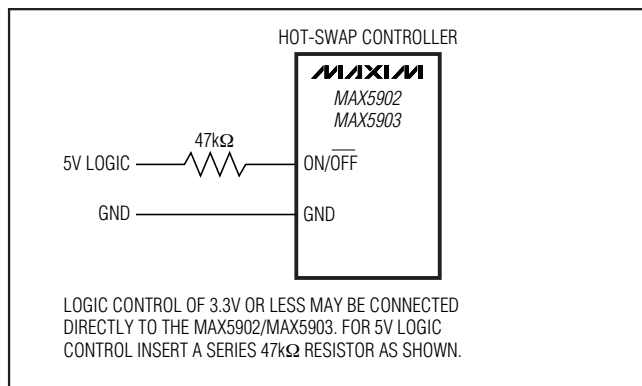 HOT-SWAP CONTROLLER
MAXIM
MAX5902
MAX5903
47kΩ
5V LOGIC
ON/OFF
GND
GND
LOGIC CONTROL OF 3.3V OR LESS MAY BE CONNECTED
DIRECTLY TO THE MAX5902/MAX5903. FOR 5V LOGIC
CONTROL INSERT A SERIES 47kΩ RESISTOR AS SHOWN.